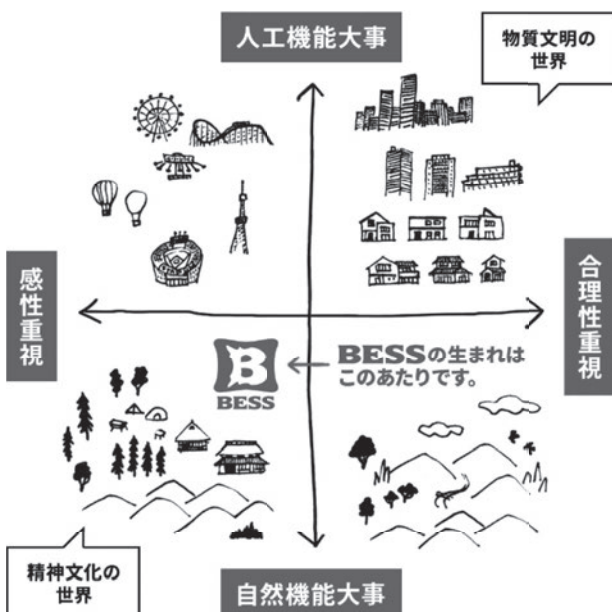 人工機能大事
物質文明の
世界
感性重視
合理性重視
B
BESS
BESSの生まれは
このあたりです。
精神文化の
世界
自然機能大事